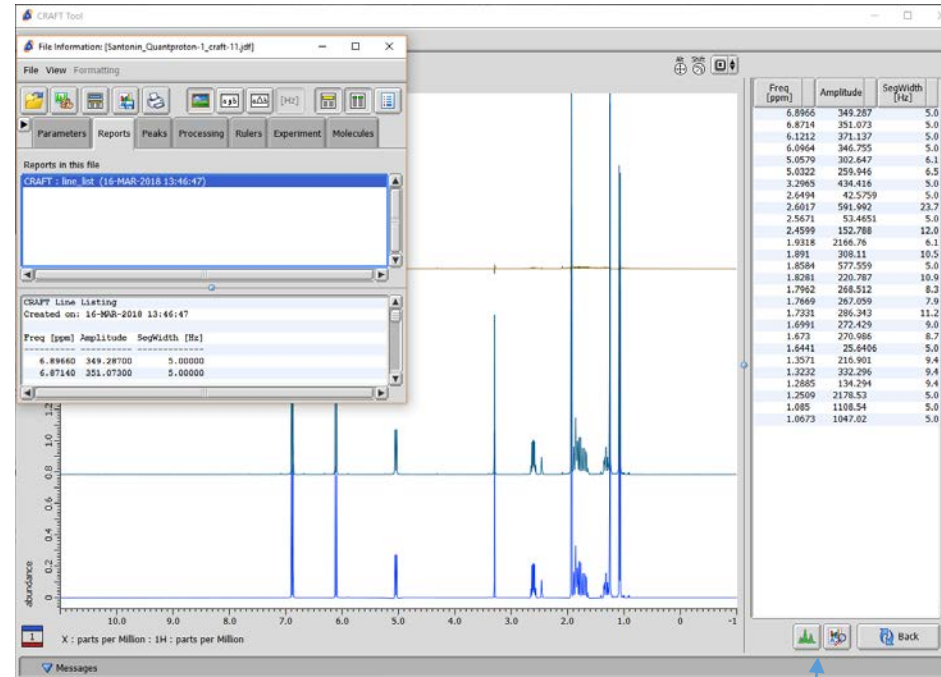 CRAFT Tool
File Information: [Santonin_Quantproton-1_craft-11.jdf]
File View Formatting
[Hz]
Parameters Reports Peaks Processing Rulers Experiment Molecules
Reports in this file
CRAFT : line_list (16-MAR-2018 13:46:47)
CRAFT Line Listing
Created on: 16-MAR-2018 13:46:47
Freq [ppm] Amplitude SegWidth [Hz]
6.89660 349.28700 5.00000
6.87140 351.07300 5.00000
Freq [ppm] Amplitude SegWidth [Hz]
6.8966 349.287 5.0
6.8714 351.073 5.0
6.1212 371.137 5.0
6.0964 346.755 5.0
5.0579 302.647 6.1
5.0322 259.946 6.5
3.2965 434.416 5.0
2.6494 42.5759 5.0
2.6017 591.992 23.7
2.5671 53.4651 5.0
2.4599 152.788 12.0
1.9318 2166.76 6.1
1.891 308.11 10.5
1.8584 577.559 5.0
1.8281 220.787 10.9
1.7962 268.512 8.3
1.7669 267.059 7.9
1.7331 286.343 11.2
1.6991 272.429 9.0
1.673 270.986 8.7
1.6441 25.6406 5.0
1.3571 216.901 9.4
1.3232 332.296 9.4
1.2885 134.294 9.4
1.2509 2178.53 5.0
1.085 1108.54 5.0
1.0673 1047.02 5.0
1.2
1.0
0.8
0.6
0.4
0.2
0
abundance
10.0 9.0 8.0 7.0 6.0 5.0 4.0 3.0 2.0 1.0 0 -1
1
X : parts per Million : 1H : parts per Million
Back
Messages